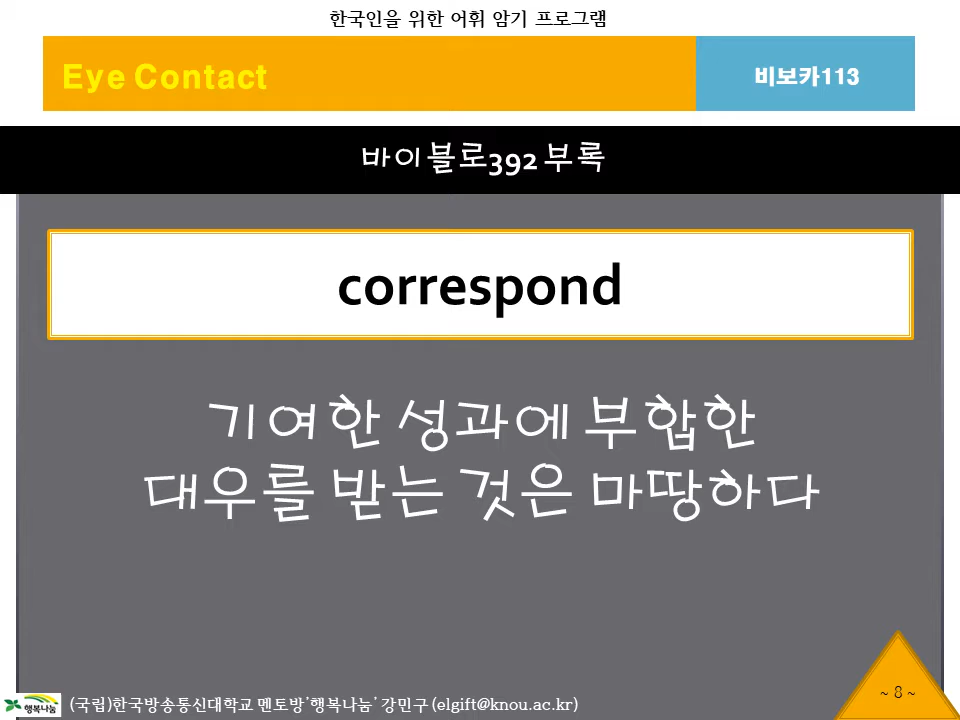 한국인을 위한 어휘 암기 프로그램
Eye Contact
비보카113
바이블로392 부록
correspond
기여한 성과에 부합한
대우를 받는 것은 마땅하다
~ 8 ~
행복나눔
(국립)한국방송통신대학교 멘토방'행복나눔' 강민구 (elgift@knou.ac.kr)